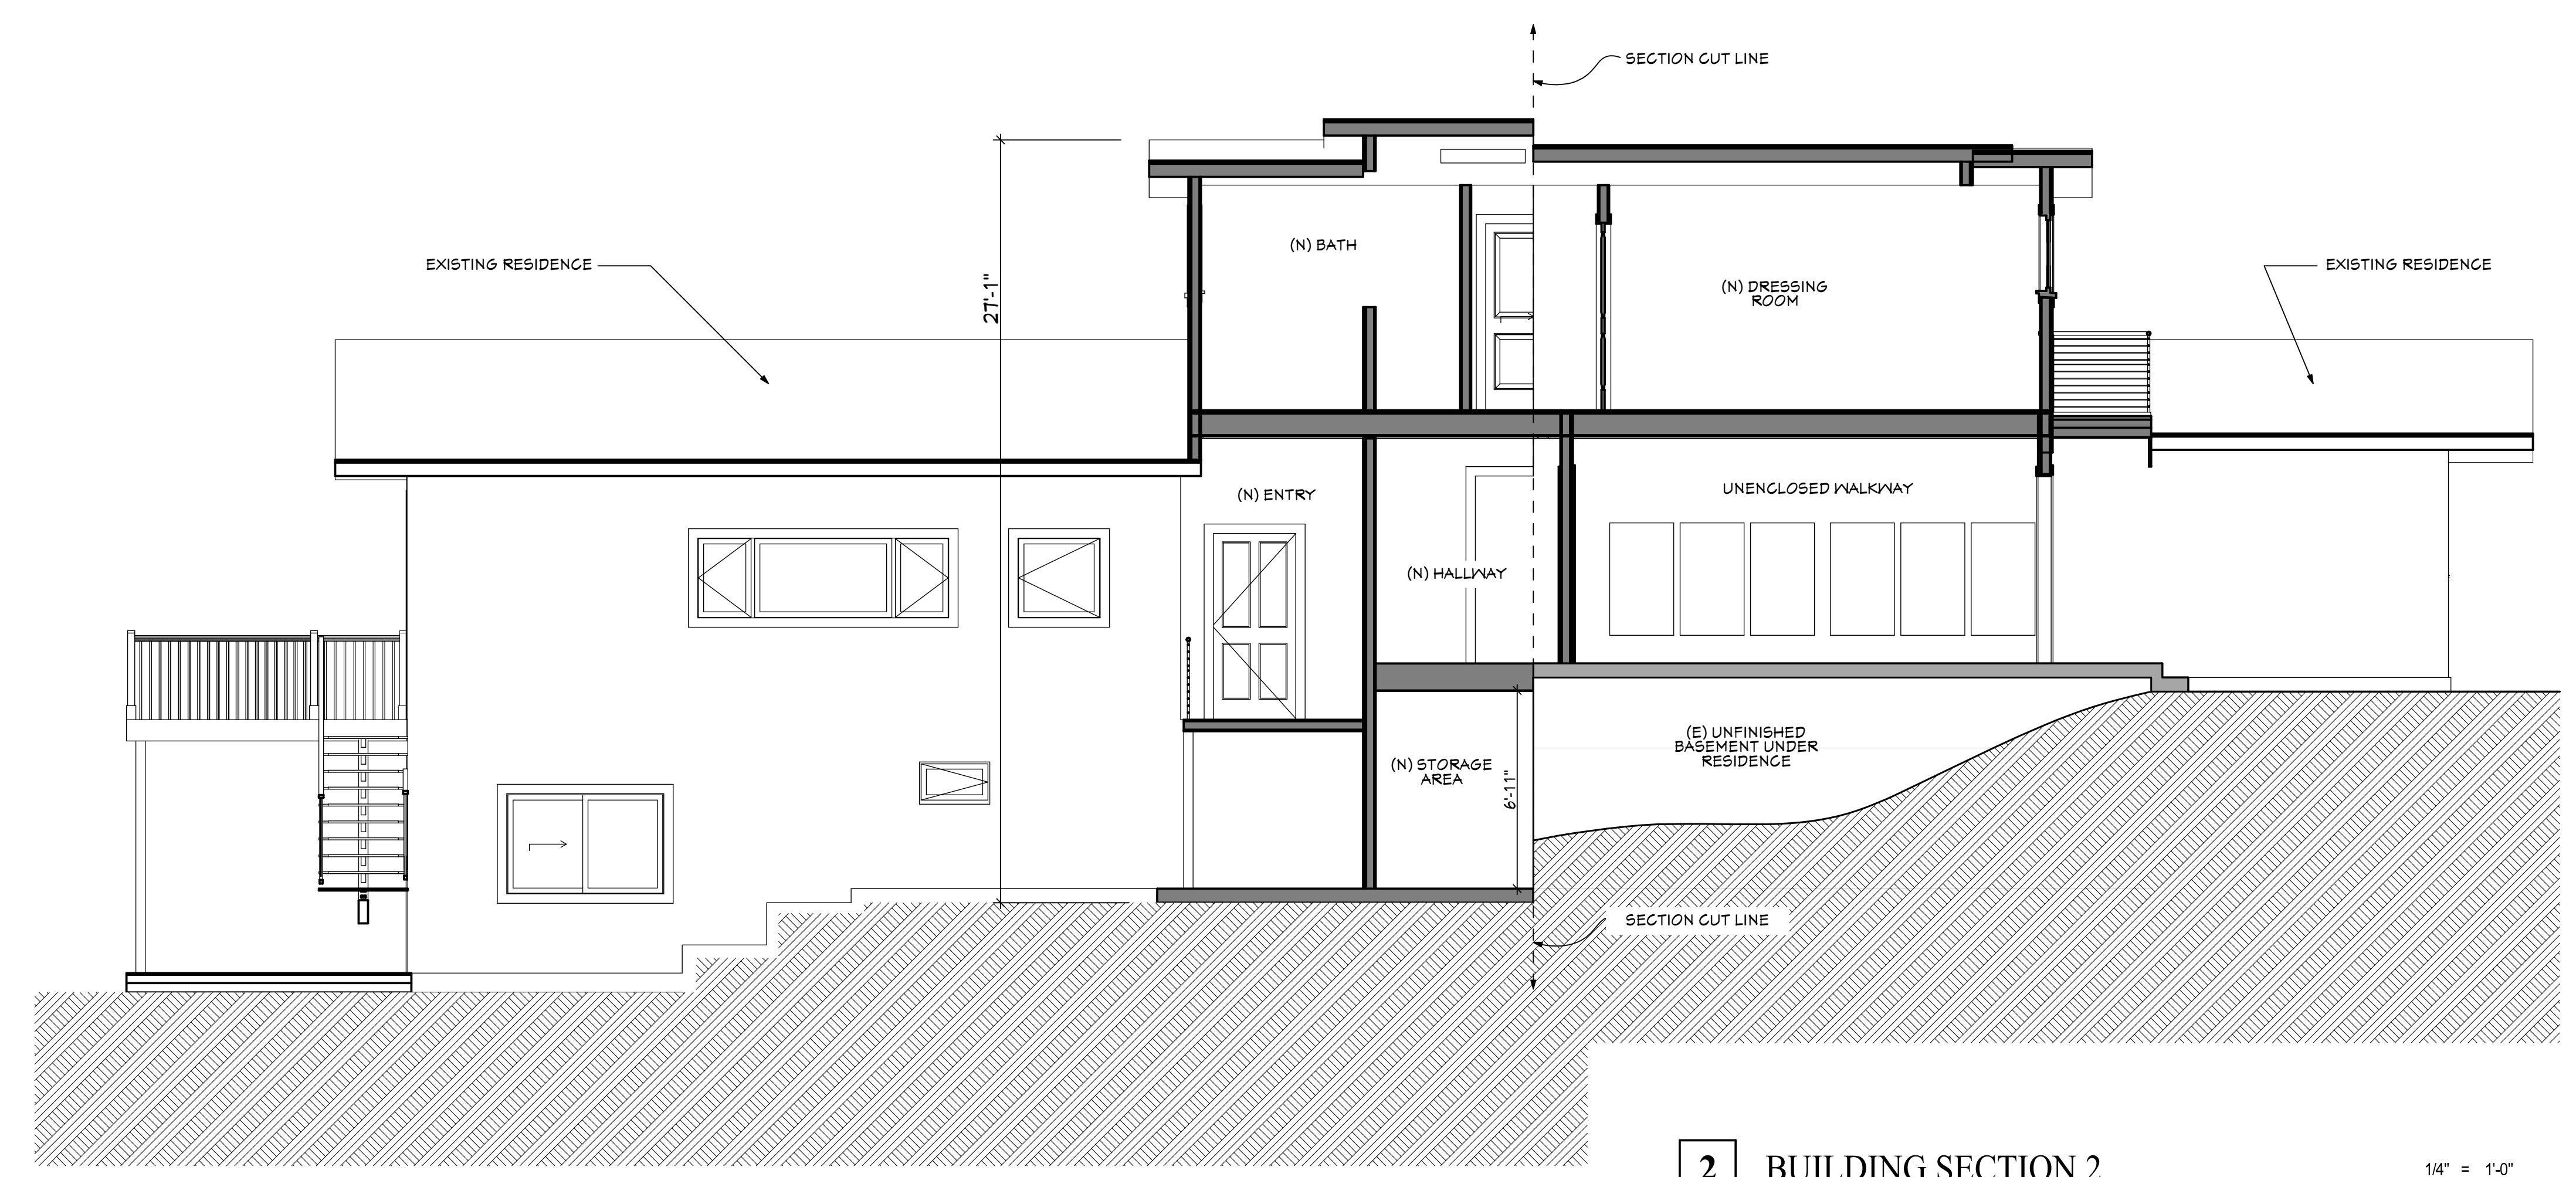 SECTION CUT LINE
(N) BATH
EXISTING RESIDENCE
27'-1"
(N) DRESSING
ROOM
EXISTING RESIDENCE
(N) ENTRY
UNENCLOSED WALKWAY
(N) HALLWAY
(E) UNFINISHED
BASEMENT UNDER
RESIDENCE
(N) STORAGE
AREA
6'-11"
SECTION CUT LINE
2
BUILDING SECTION 2
1/4" = 1'-0"